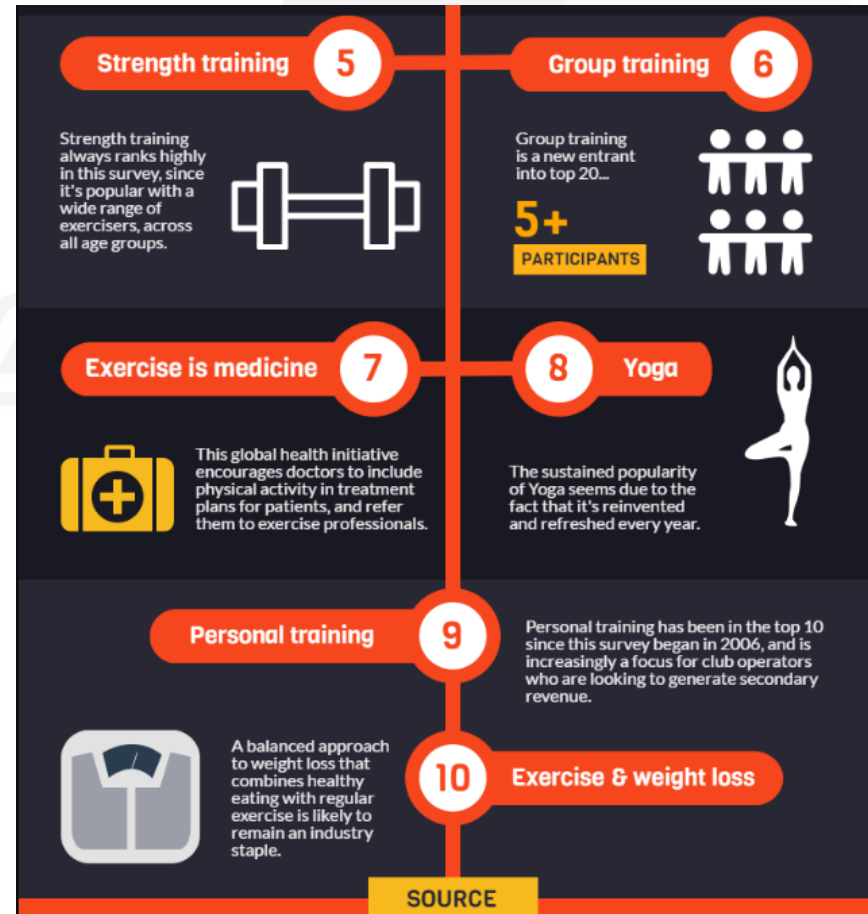 Strength training
5
Strength training
always ranks highly
in this survey, since
it's popular with a
wide range of
exercisers, across
all age groups.
Group training
6
Group training
is a new entrant
into top 20...
5+
PARTICIPANTS
Exercise is medicine
7
This global health initiative
encourages doctors to include
physical activity in treatment
plans for patients, and refer
them to exercise professionals.
8
Yoga
The sustained popularity
of Yoga seems due to the
fact that it's reinvented
and refreshed every year.
Personal training
9
Personal training has been in the top 10
since this survey began in 2006, and is
increasingly a focus for club operators
who are looking to generate secondary
revenue.
A balanced approach
to weight loss that
combines healthy
eating with regular
exercise is likely to
remain an industry
staple.
10
Exercise & weight loss
SOURCE